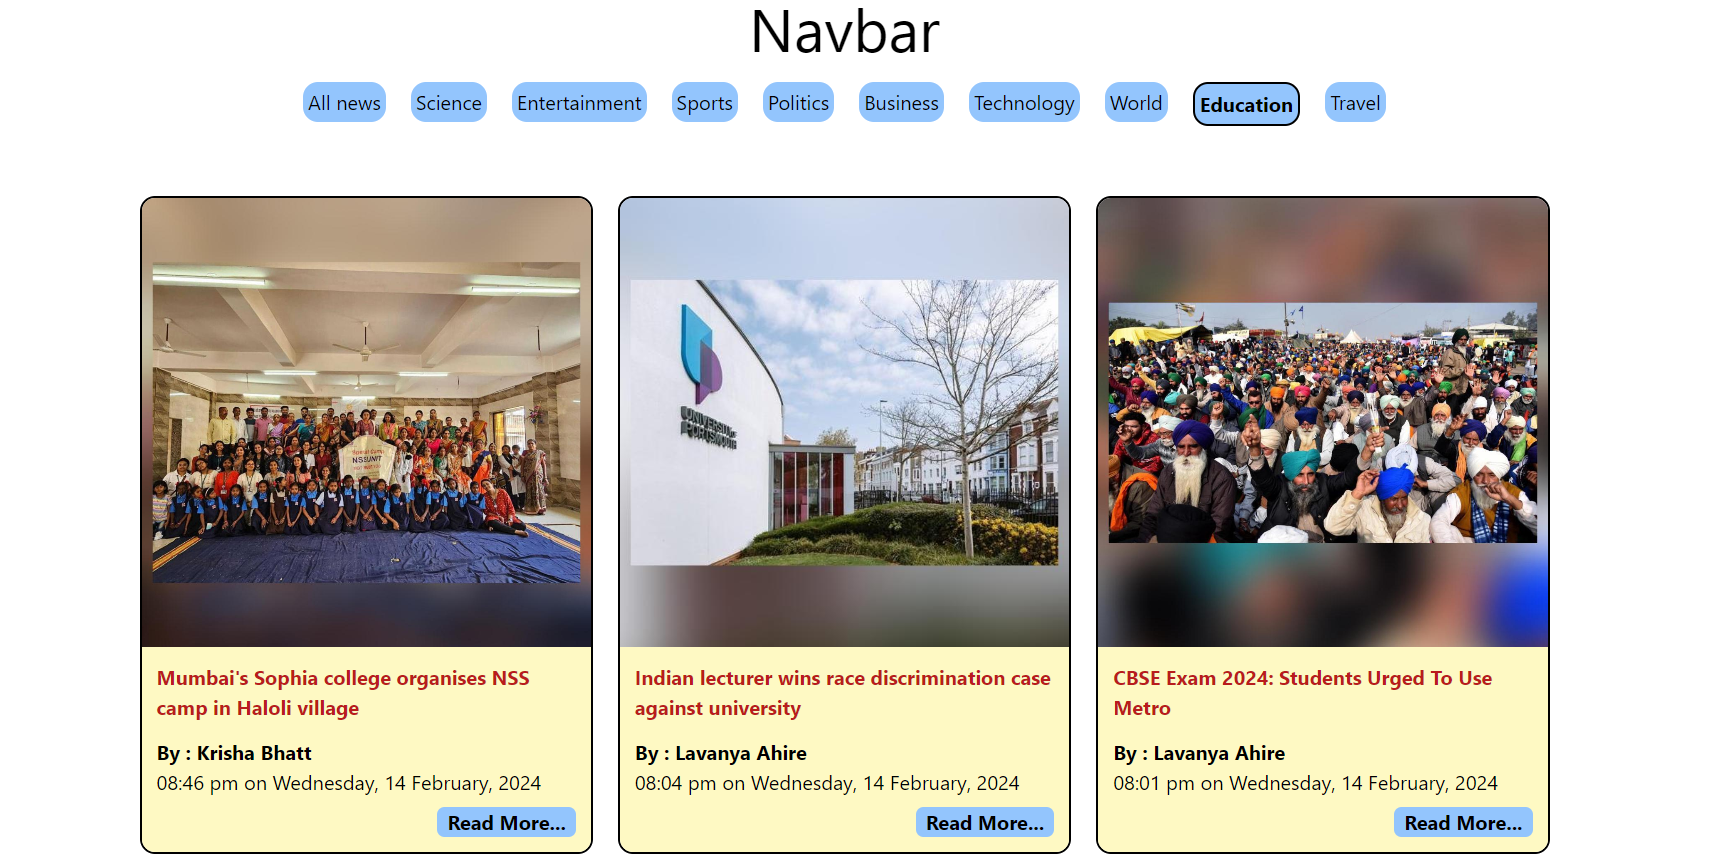 Navbar
All news Science Entertainment Sports Politics Business Technology World Education Travel
NSS UNIT
UNIVERSITY OF
PORTSMOUTH
Mumbai's Sophia college organises NSS
camp in Haloli village
By : Krisha Bhatt
08:46 pm on Wednesday, 14 February, 2024
Read More...
Indian lecturer wins race discrimination case
against university
By : Lavanya Ahire
08:04 pm on Wednesday, 14 February, 2024
Read More...
CBSE Exam 2024: Students Urged To Use
Metro
By : Lavanya Ahire
08:01 pm on Wednesday, 14 February, 2024
Read More...